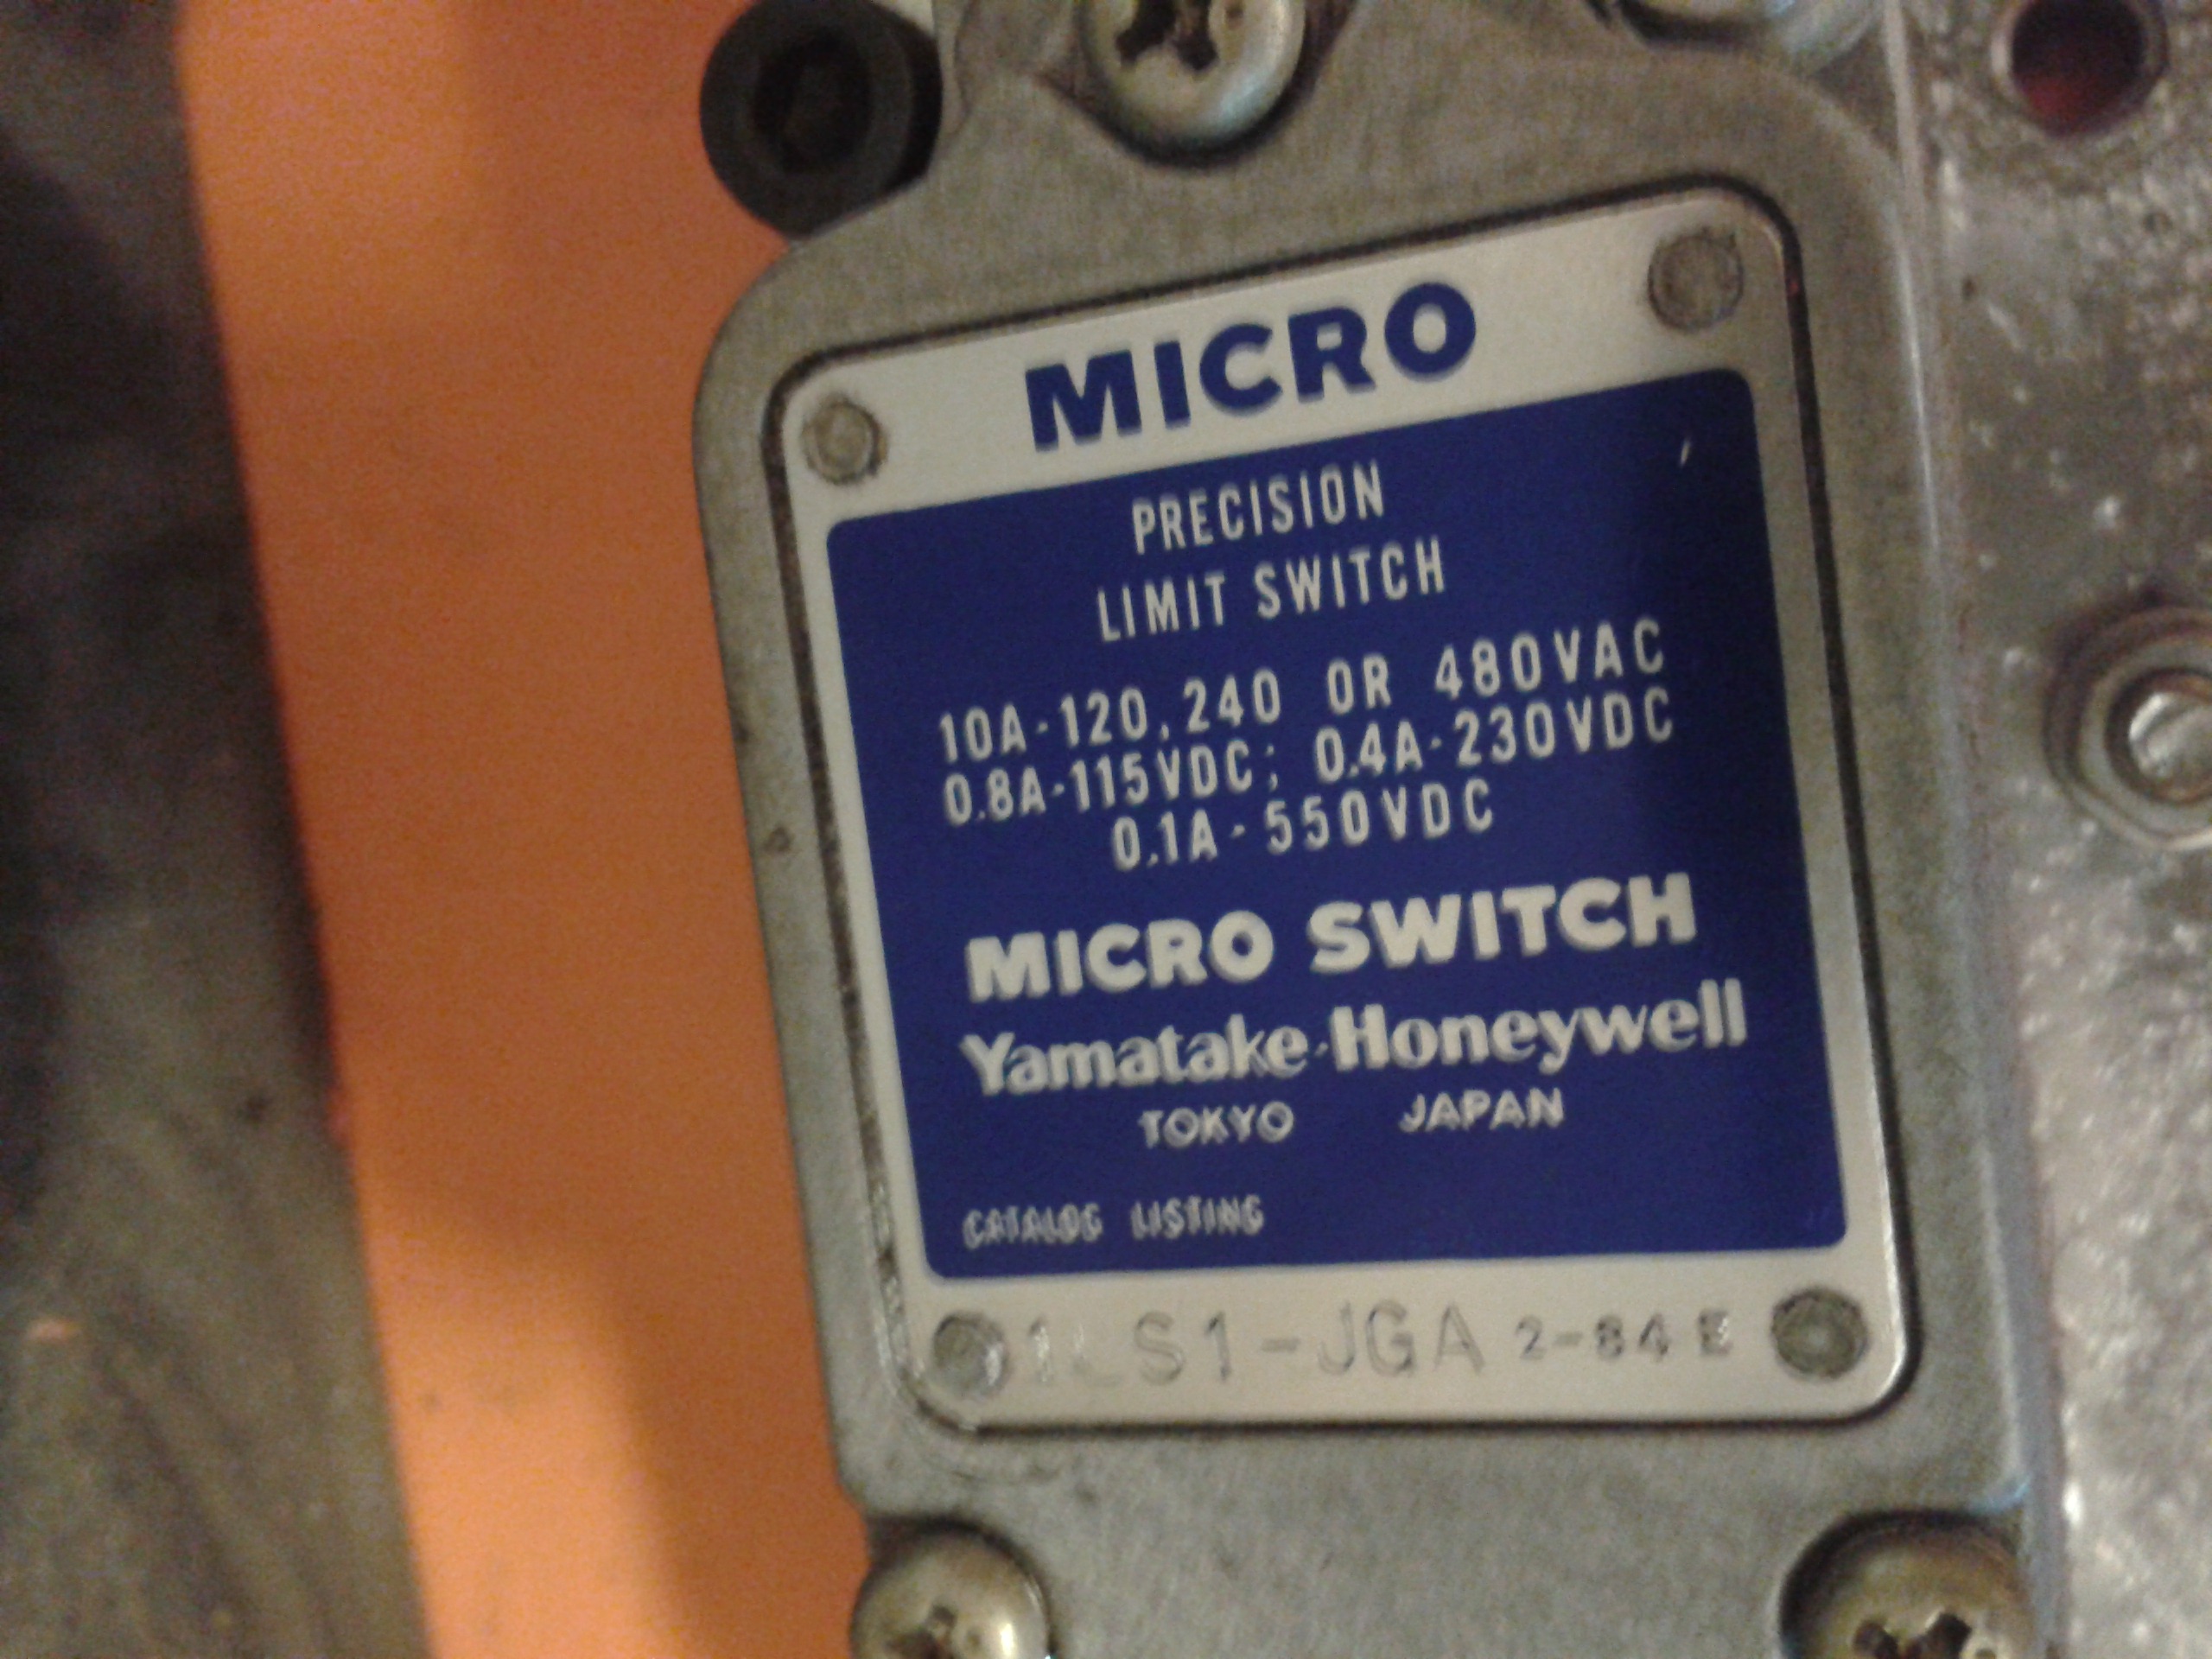 MICRO
PRECISION
LIMIT SWITCH
10A-120, 240 OR 480VAC
0.8A-115VDC; 0.4A-230VDC
0.1A-550VDC
MICRO SWITCH
Yamatake-Honeywell
TOKYO JAPAN
CATALOG LISTING
1LS1-JGA 2-84E